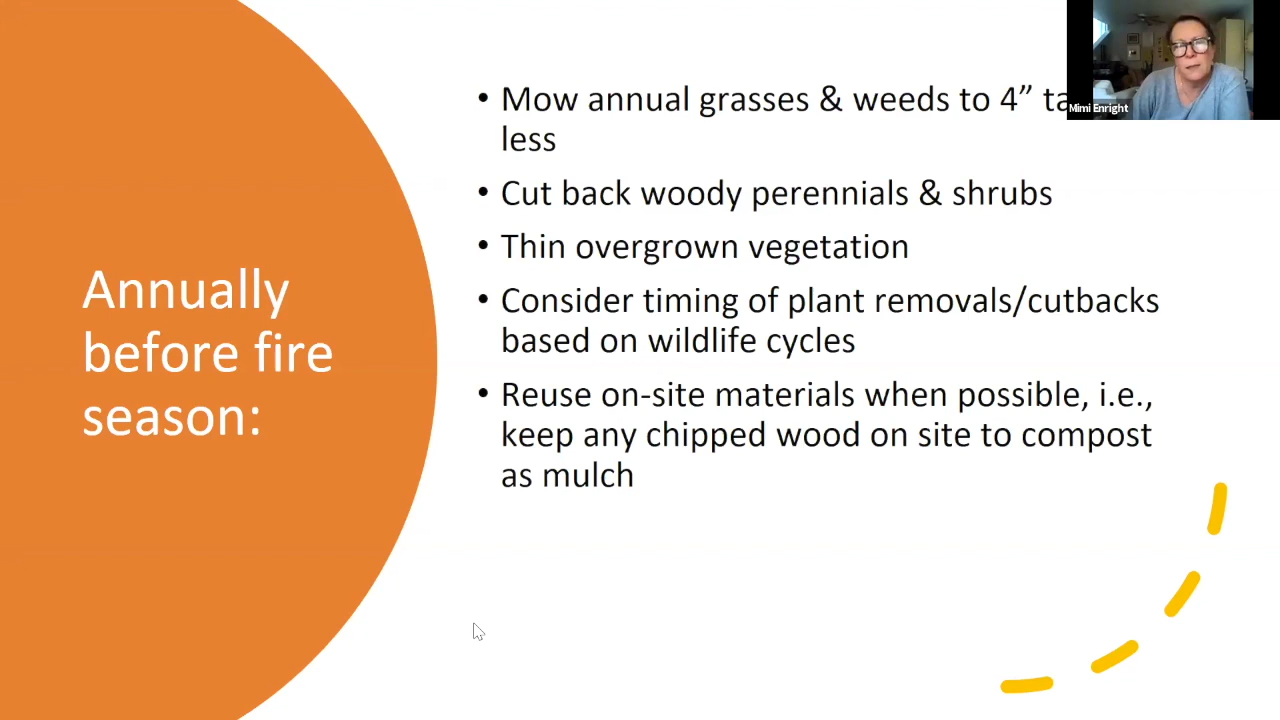 Annually
before fire
season:
• Mow annual grasses & weeds to 4”
less
• Cut back woody perennials & shrubs
• Thin overgrown vegetation
• Consider timing of plant removals/cutbacks
based on wildlife cycles
• Reuse on-site materials when possible, i.e.,
keep any chipped wood on site to compost
as mulch
Mimi Enright